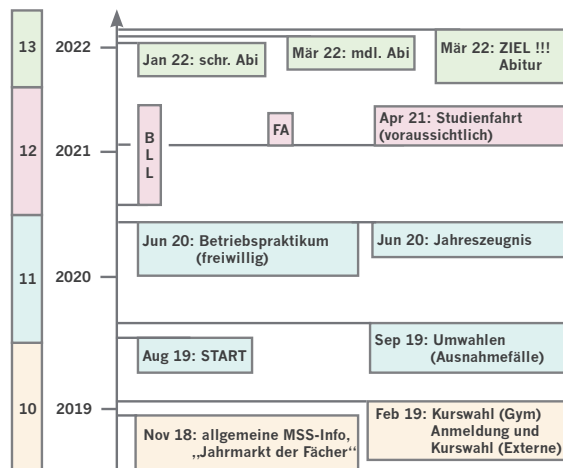 13
2022
Jan 22: schr. Abi
Mär 22: mdl. Abi
Mär 22: ZIEL !!!
Abitur
12
2021
B
L
L
FA
Apr 21: Studienfahrt
(voraussichtlich)
11
2020
Jun 20: Betriebspraktikum
(freiwillig)
Jun 20: Jahreszeugnis
Aug 19: START
Sep 19: Umwahlen
(Ausnahmefälle)
10
2019
Nov 18: allgemeine MSS-Info,
„Jahrmarkt der Fächer“
Feb 19: Kurswahl (Gym)
Anmeldung und
Kurswahl (Externe)